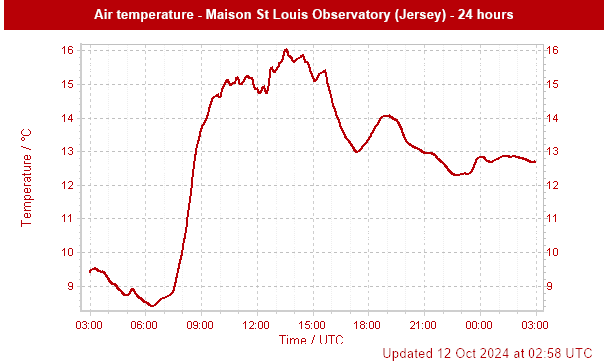 Air temperature - Maison St Louis Observatory (Jersey) - 24 hours
Temperature / °C
16 16
15 15
14 14
13 13
12 12
11 11
10 10
9 9
03:00 06:00 09:00 12:00 15:00 18:00 21:00 00:00 03:00
Time / UTC
Updated 12 Oct 2024 at 02:58 UTC